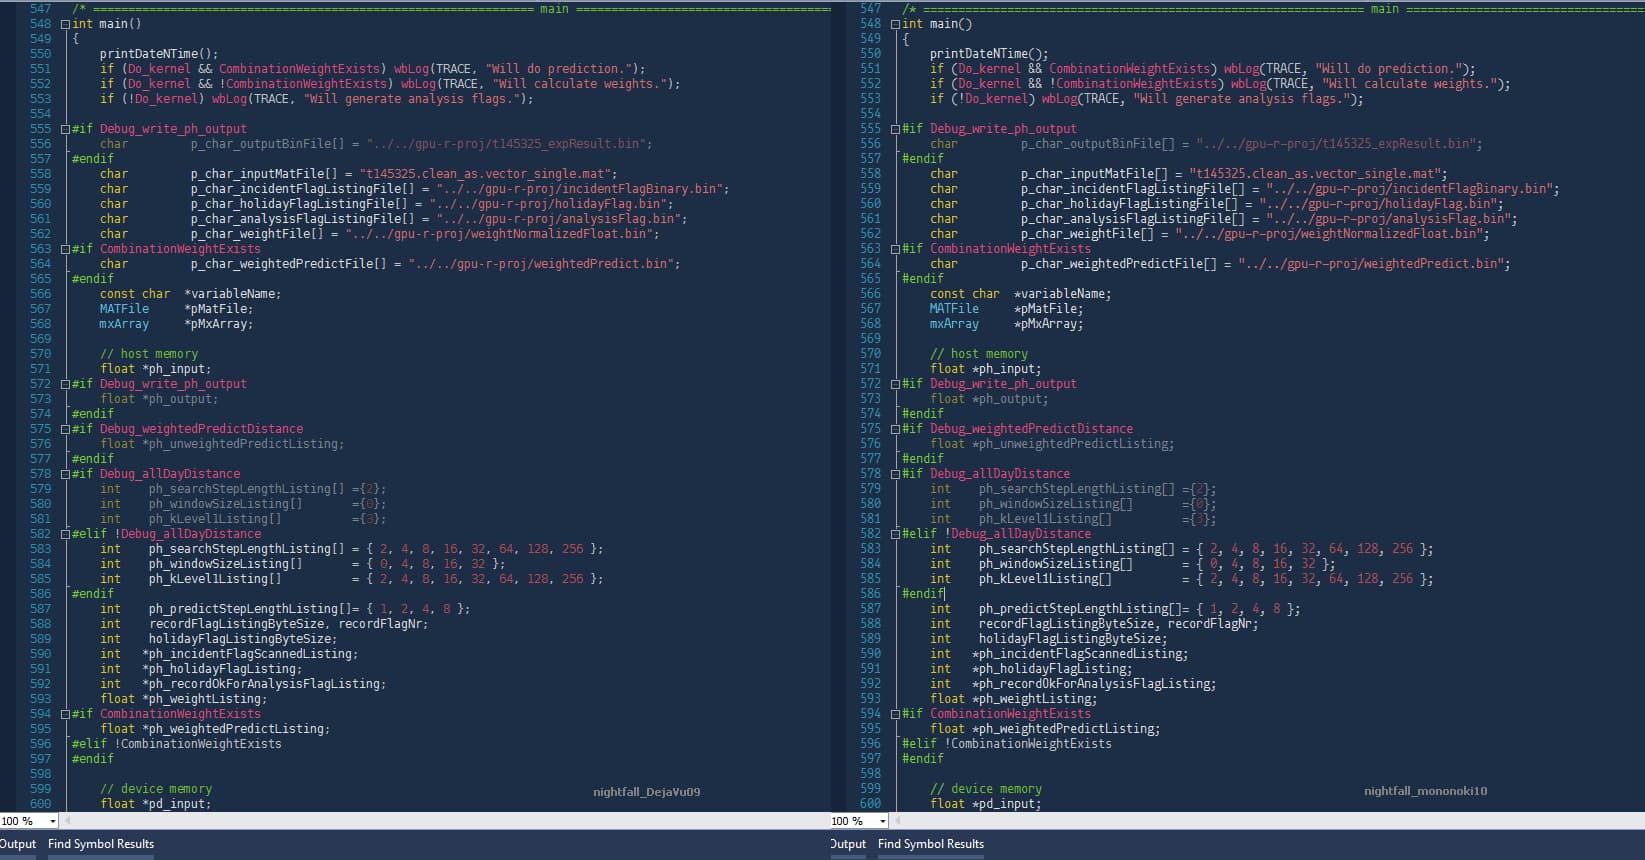 547 /* =============================================================== main ====================================
548 int main()
549 {
550 printDateNTime();
551 if (Do_kernel && CombinationWeightExists) wbLog(TRACE, "Will do prediction.");
552 if (Do_kernel && !CombinationWeightExists) wbLog(TRACE, "Will calculate weights.");
553 if (!Do_kernel) wbLog(TRACE, "Will generate analysis flags.");
554
555 #if Debug_write_ph_output
556 char p_char_outputBinFile[] = "../../gpu-r-proj/t145325_expResult.bin";
557 #endif
558 char p_char_inputMatFile[] = "t145325.clean_as.vector_single.mat";
559 char p_char_incidentFlagListingFile[] = "../../gpu-r-proj/incidentFlagBinary.bin";
560 char p_char_holidayFlagListingFile[] = "../../gpu-r-proj/holidayFlag.bin";
561 char p_char_analysisFlagListingFile[] = "../../gpu-r-proj/analysisFlag.bin";
562 char p_char_weightFile[] = "../../gpu-r-proj/weightNormalizedFloat.bin";
563 #if CombinationWeightExists
564 char p_char_weightedPredictFile[] = "../../gpu-r-proj/weightedPredict.bin";
565 #endif
566 const char *variableName;
567 MATFile *pMatFile;
568 mxArray *pMxArray;
569
570 // host memory
571 float *ph_input;
572 #if Debug_write_ph_output
573 float *ph_output;
574 #endif
575 #if Debug_weightedPredictDistance
576 float *ph_unweightedPredictListing;
577 #endif
578 #if Debug_allDayDistance
579 int ph_searchStepLengthListing[] ={2};
580 int ph_windowSizeListing[] ={0};
581 int ph_kLevel1Listing[] ={3};
582 #elif !Debug_allDayDistance
583 int ph_searchStepLengthListing[] = { 2, 4, 8, 16, 32, 64, 128, 256 };
584 int ph_windowSizeListing[] = { 0, 4, 8, 16, 32 };
585 int ph_kLevel1Listing[] = { 2, 4, 8, 16, 32, 64, 128, 256 };
586 #endif
587 int ph_predictStepLengthListing[]= { 1, 2, 4, 8 };
588 int recordFlagListingByteSize, recordFlagNr;
589 int holidayFlagListingByteSize;
590 int *ph_incidentFlagScannedListing;
591 int *ph_holidayFlagListing;
592 int *ph_recordOkForAnalysisFlagListing;
593 float *ph_weightListing;
594 #if CombinationWeightExists
595 float *ph_weightedPredictListing;
596 #elif !CombinationWeightExists
597 #endif
598
599 // device memory
nightfall_DejaVu09
600 float *pd_input;
100 %
Output Find Symbol Results
547 /* =============================================================== main ==================================
548 int main()
549 {
550 printDateNTime();
551 if (Do_kernel && CombinationWeightExists) wbLog(TRACE, "Will do prediction.");
552 if (Do_kernel && !CombinationWeightExists) wbLog(TRACE, "Will calculate weights.");
553 if (!Do_kernel) wbLog(TRACE, "Will generate analysis flags.");
554
555 #if Debug_write_ph_output
556 char p_char_outputBinFile[] = "../../gpu-r-proj/t145325_expResult.bin";
557 #endif
558 char p_char_inputMatFile[] = "t145325.clean_as.vector_single.mat";
559 char p_char_incidentFlagListingFile[] = "../../gpu-r-proj/incidentFlagBinary.bin";
560 char p_char_holidayFlagListingFile[] = "../../gpu-r-proj/holidayFlag.bin";
561 char p_char_analysisFlagListingFile[] = "../../gpu-r-proj/analysisFlag.bin";
562 char p_char_weightFile[] = "../../gpu-r-proj/weightNormalizedFloat.bin";
563 #if CombinationWeightExists
564 char p_char_weightedPredictFile[] = "../../gpu-r-proj/weightedPredict.bin";
565 #endif
566 const char *variableName;
567 MATFile *pMatFile;
568 mxArray *pMxArray;
569
570 // host memory
571 float *ph_input;
572 #if Debug_write_ph_output
573 float *ph_output;
574 #endif
575 #if Debug_weightedPredictDistance
576 float *ph_unweightedPredictListing;
577 #endif
578 #if Debug_allDayDistance
579 int ph_searchStepLengthListing[] ={2};
580 int ph_windowSizeListing[] ={0};
581 int ph_kLevel1Listing[] ={3};
582 #elif !Debug_allDayDistance
583 int ph_searchStepLengthListing[] = { 2, 4, 8, 16, 32, 64, 128, 256 };
584 int ph_windowSizeListing[] = { 0, 4, 8, 16, 32 };
585 int ph_kLevel1Listing[] = { 2, 4, 8, 16, 32, 64, 128, 256 };
586 #endif
587 int ph_predictStepLengthListing[]= { 1, 2, 4, 8 };
588 int recordFlagListingByteSize, recordFlagNr;
589 int holidayFlagListingByteSize;
590 int *ph_incidentFlagScannedListing;
591 int *ph_holidayFlagListing;
592 int *ph_recordOkForAnalysisFlagListing;
593 float *ph_weightListing;
594 #if CombinationWeightExists
595 float *ph_weightedPredictListing;
596 #elif !CombinationWeightExists
597 #endif
598
599 // device memory
nightfall_mononoki10
600 float *pd_input;
100 %
Output Find Symbol Results